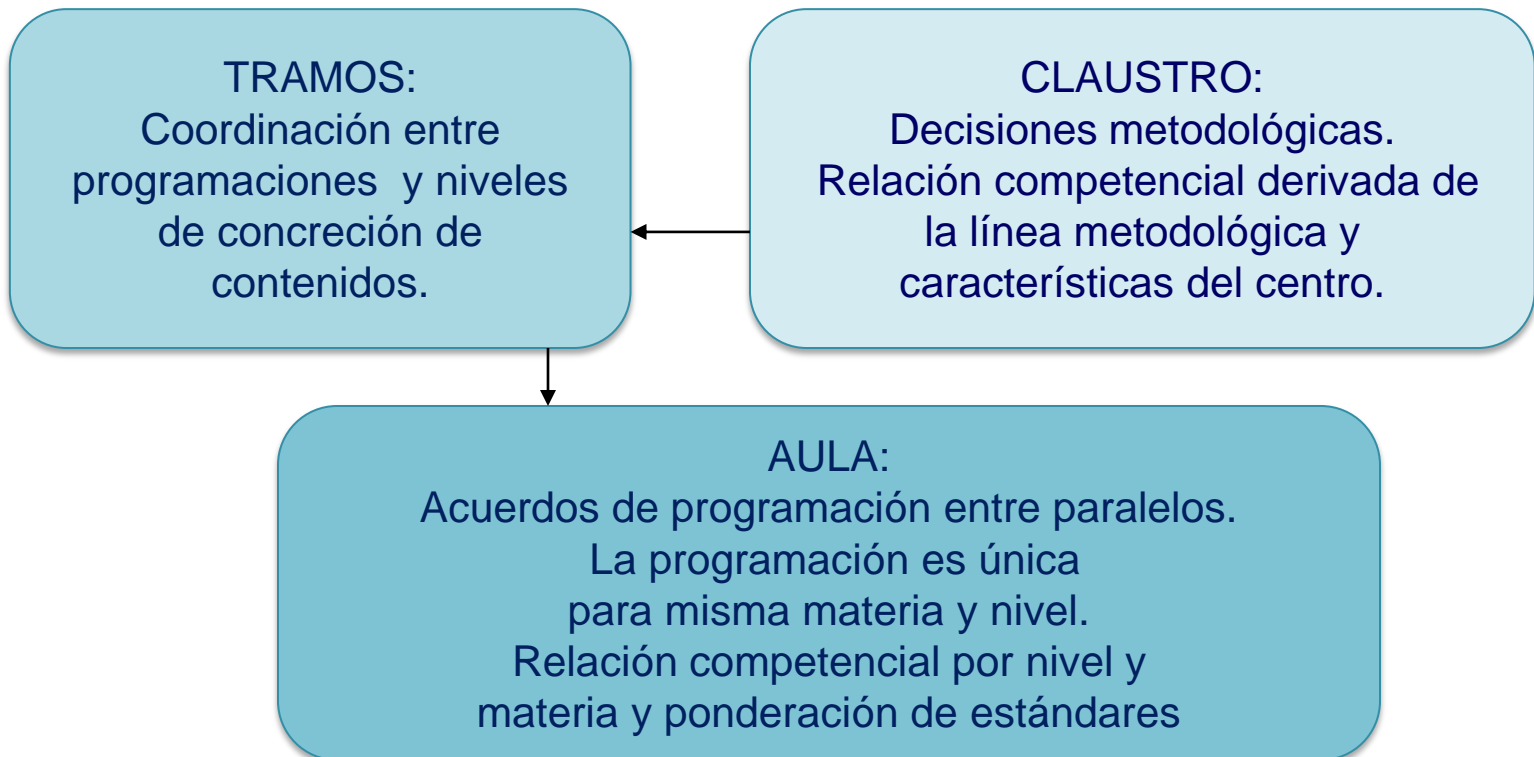 TRAMOS:
Coordinación entre
programaciones y niveles
de concreción de
contenidos.
CLAUSTRO:
Decisiones metodológicas.
Relación competencial derivada de
la línea metodológica y
características del centro.
AULA:
Acuerdos de programación entre paralelos.
La programación es única
para misma materia y nivel.
Relación competencial por nivel y
materia y ponderación de estándares